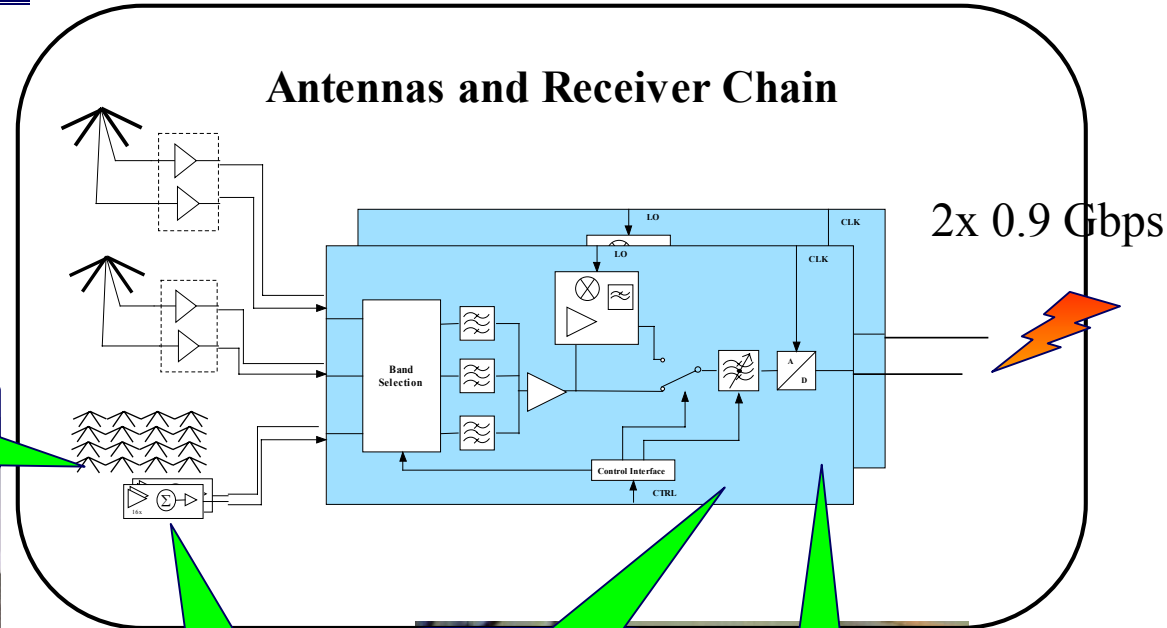 Antennas and Receiver Chain
2x 0.9 Gbps
LO
CLK
LO
CLK
Band
Selection
A
D
Control Interface
CTRL
Σ
16x